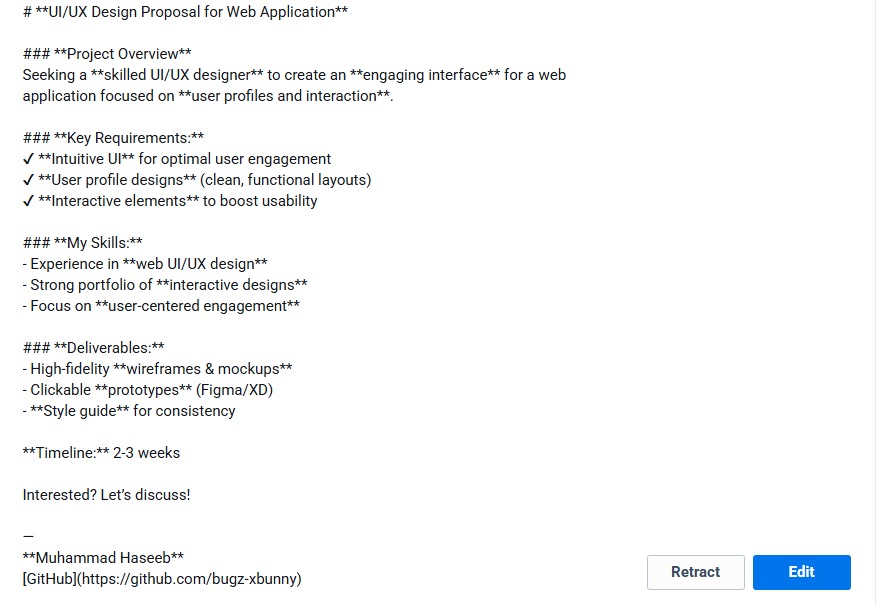 # **UI/UX Design Proposal for Web Application**
### **Project Overview**
Seeking a **skilled UI/UX designer** to create an **engaging interface** for a web
application focused on **user profiles and interaction**.
### **Key Requirements:**
✔ **Intuitive UI** for optimal user engagement
✔ **User profile designs** (clean, functional layouts)
✔ **Interactive elements** to boost usability
### **My Skills:**
- Experience in **web UI/UX design**
- Strong portfolio of **interactive designs**
- Focus on **user-centered engagement**
### **Deliverables:**
- High-fidelity **wireframes & mockups**
- Clickable **prototypes** (Figma/XD)
- **Style guide** for consistency
**Timeline:** 2-3 weeks
Interested? Let’s discuss!
—
**Muhammad Haseeb**
[GitHub](https://github.com/bugz-xbunny)
Retract
Edit